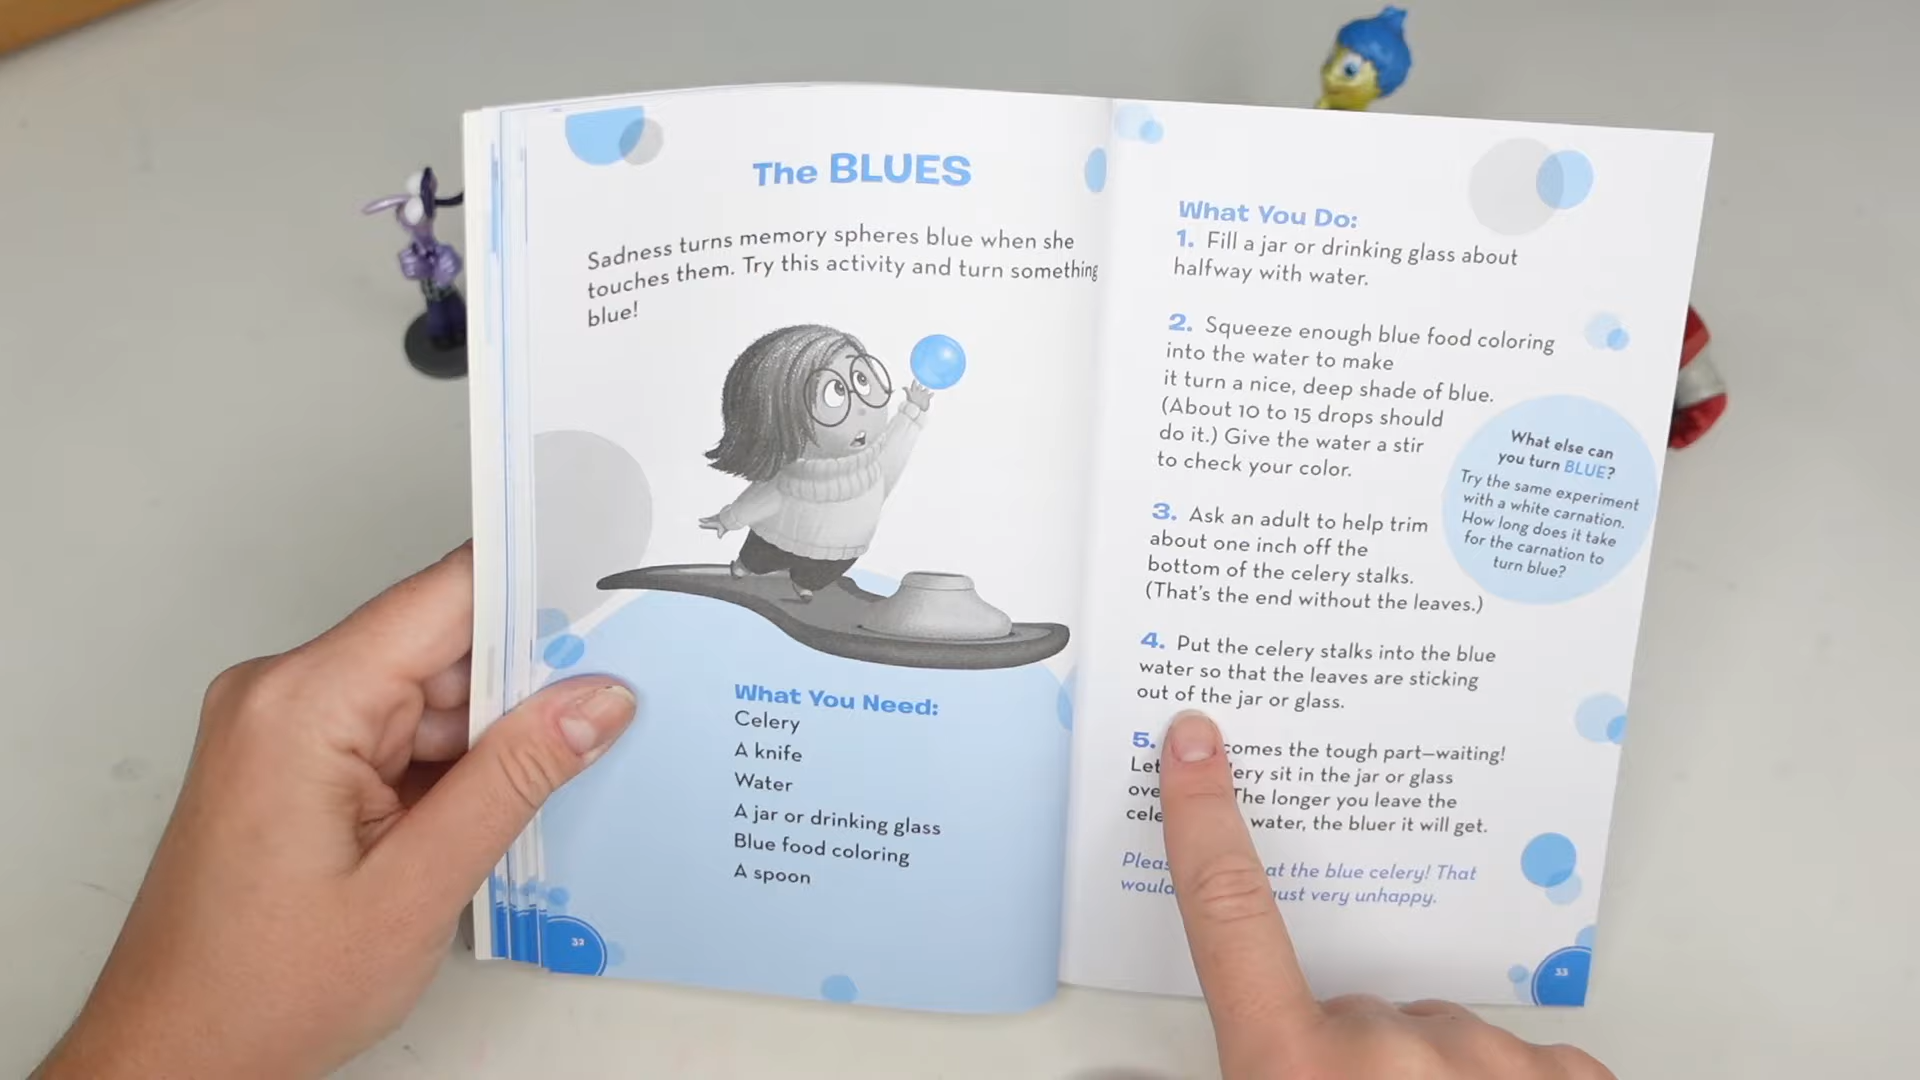 The BLUES
Sadness turns memory spheres blue when she
touches them. Try this activity and turn something
blue!
What You Need:
Celery
A knife
Water
A jar or drinking glass
Blue food coloring
A spoon
32
What You Do:
1. Fill a jar or drinking glass about
halfway with water.
2. Squeeze enough blue food coloring
into the water to make
it turn a nice, deep shade of blue.
(About 10 to 15 drops should
do it.) Give the water a stir
to check your color.
3. Ask an adult to help trim
about one inch off the
bottom of the celery stalks.
(That's the end without the leaves.)
4. Put the celery stalks into the blue
water so that the leaves are sticking
out of the jar or glass.
5. comes the tough part—waiting!
Let sit in the jar or glass
The longer you leave the
water, the bluer it will get.
at the blue celery! That
would very unhappy.
What else can
you turn BLUE?
Try the same experiment
with a white carnation.
How long does it take
for the carnation to
turn blue?
33